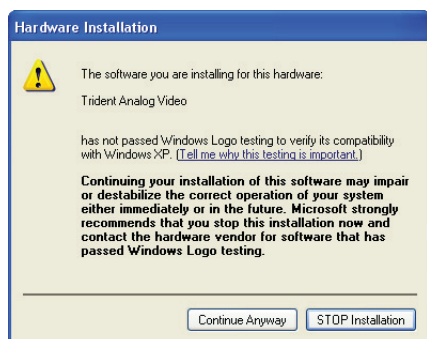 Hardware Installation
The software you are installing for this hardware:
Trident Analog Video
has not passed Windows Logo testing to verify its compatibility
with Windows XP. (Tell me why this testing is important.)
Continuing your installation of this software may impair
or destabilize the correct operation of your system
either immediately or in the future. Microsoft strongly
recommends that you stop this installation now and
contact the hardware vendor for software that has
passed Windows Logo testing.
Continue Anyway STOP Installation